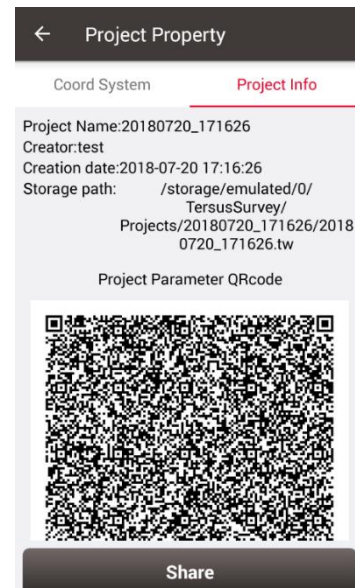 Project Property
Coord System
Project Info
Project Name:20180720_171626
Creator:test
Creation date:2018-07-20 17:16:26
Storage path: /storage/emulated/0/
TersusSurvey/
Projects/20180720_171626/2018
0720_171626.tw
Project Parameter QRcode
Share